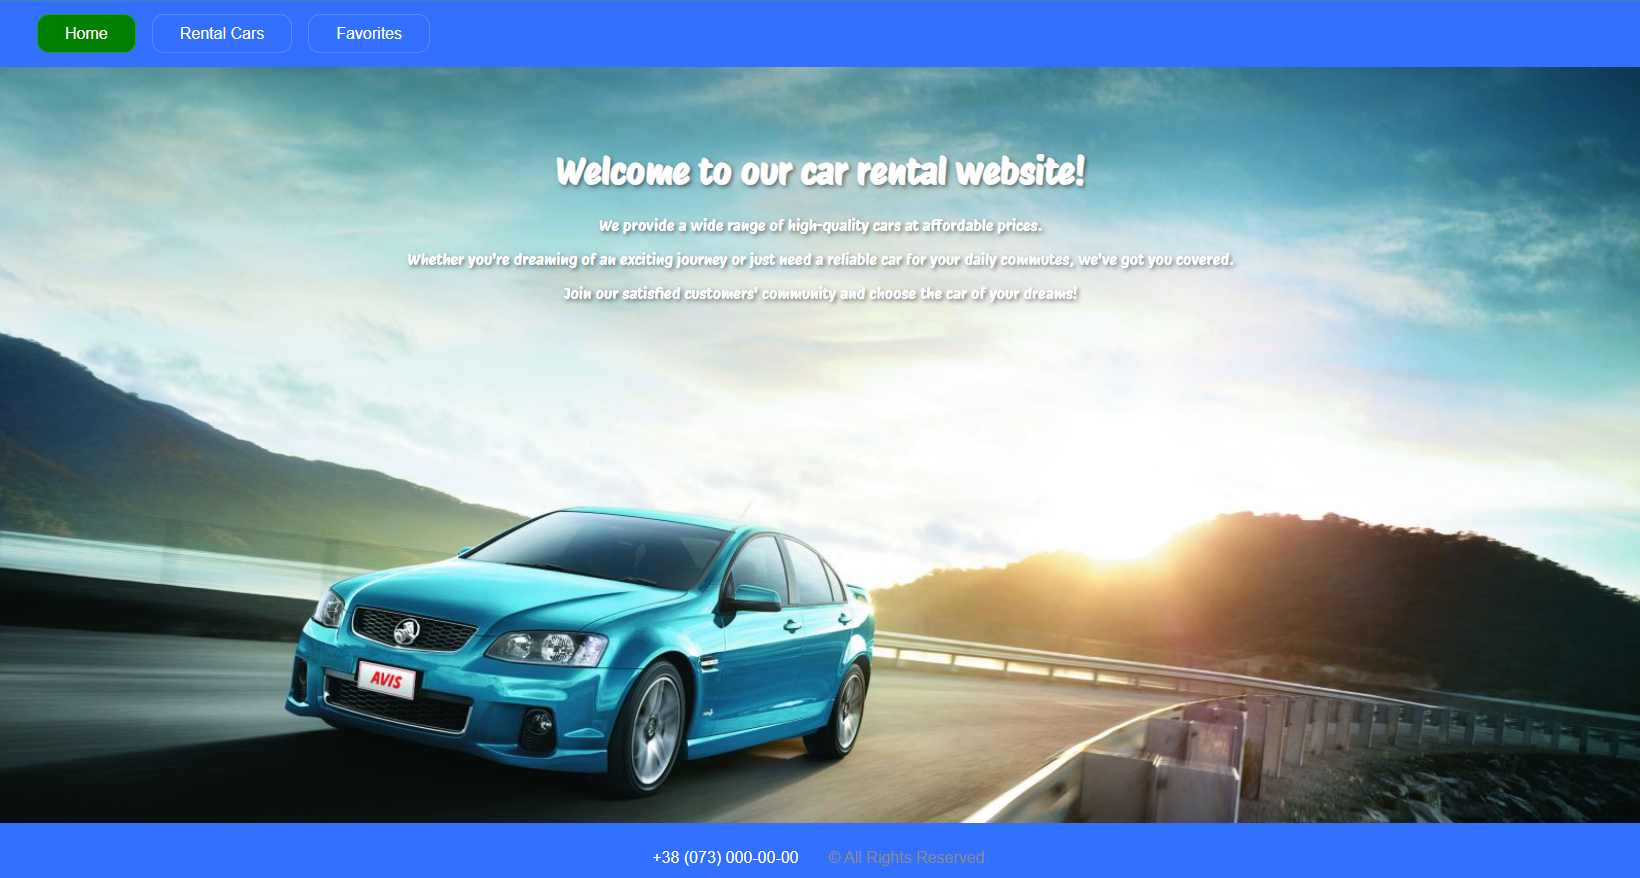 Home Rental Cars Favorites
Welcome to our car rental website!
We provide a wide range of high-quality cars at affordable prices.
Whether you're dreaming of an exciting journey or just need a reliable car for your daily commutes, we've got you covered.
Join our satisfied customers' community and choose the car of your dreams!
AVIS
+38 (073) 000-00-00 © All Rights Reserved.